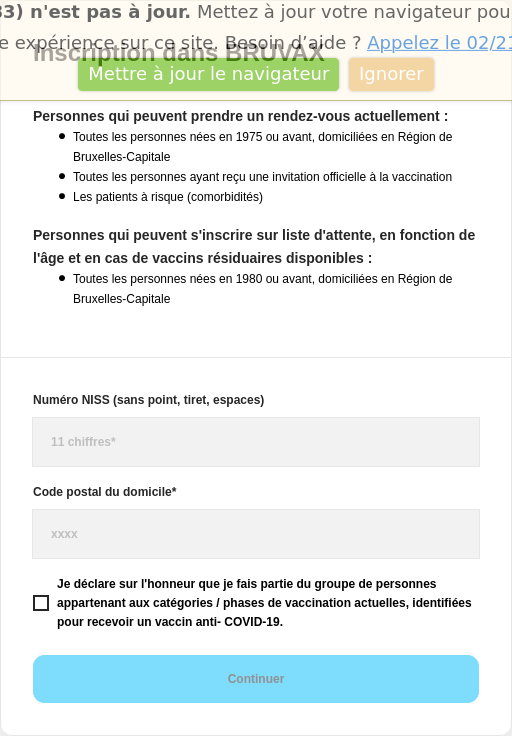 33) n'est pas à jour. Mettez à jour votre navigateur pou
e expérience sur ce site. Besoin d’aide ? Appelez le 02/21
Inscription dans BRUVAX
Mettre à jour le navigateur Ignorer
Personnes qui peuvent prendre un rendez-vous actuellement :
• Toutes les personnes nées en 1975 ou avant, domiciliées en Région de
Bruxelles-Capitale
• Toutes les personnes ayant reçu une invitation officielle à la vaccination
• Les patients à risque (comorbidités)
Personnes qui peuvent s'inscrire sur liste d'attente, en fonction de
l'âge et en cas de vaccins résiduaires disponibles :
• Toutes les personnes nées en 1980 ou avant, domiciliées en Région de
Bruxelles-Capitale
Numéro NISS (sans point, tiret, espaces)
11 chiffres*
Code postal du domicile*
xxxx
Je déclare sur l'honneur que je fais partie du groupe de personnes
appartenant aux catégories / phases de vaccination actuelles, identifiées
pour recevoir un vaccin anti- COVID-19.
Continuer